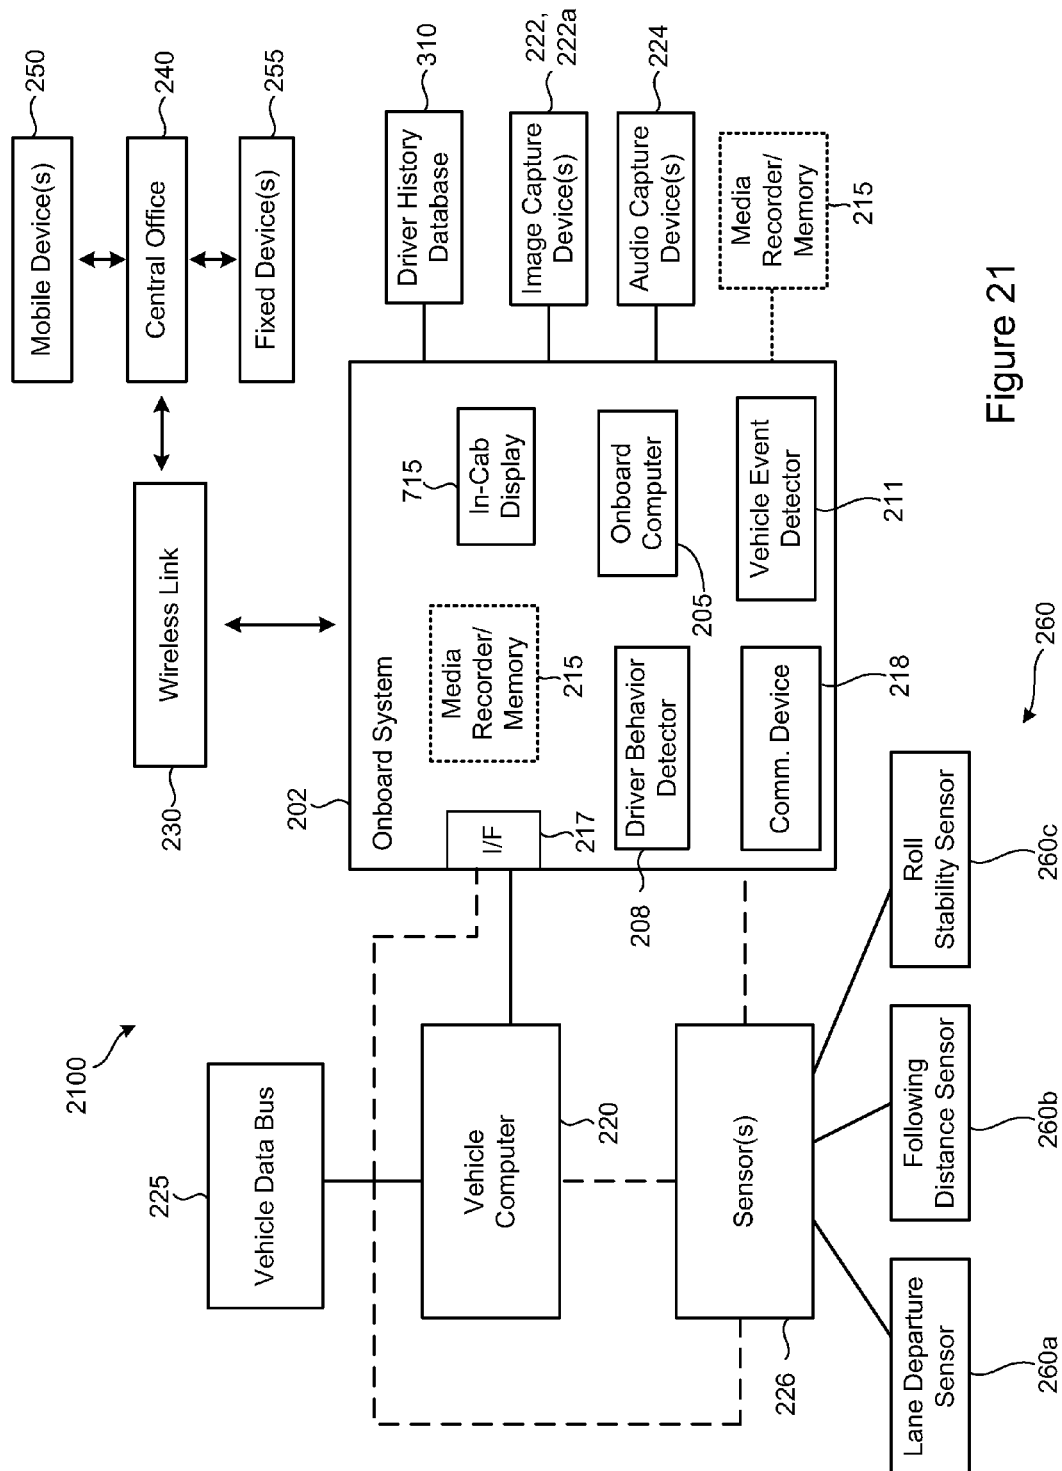 2100
225
Vehicle Data Bus
Vehicle
Computer
220
Sensor(s)
226
Lane Departure
Sensor
260a
Following
Distance Sensor
260b
Roll
Stability Sensor
260c
260
230
Wireless Link
Mobile Device(s)
250
Central Office
240
Fixed Device(s)
255
202
Onboard System
I/F
217
Media
Recorder/
Memory
215
715
In-Cab
Display
208
Driver Behavior
Detector
Onboard
Computer
205
Comm. Device
218
Vehicle Event
Detector
211
Driver History
Database
310
Image Capture
Device(s)
222,
222a
Audio Capture
Device(s)
224
Media
Recorder/
Memory
215
Figure 21